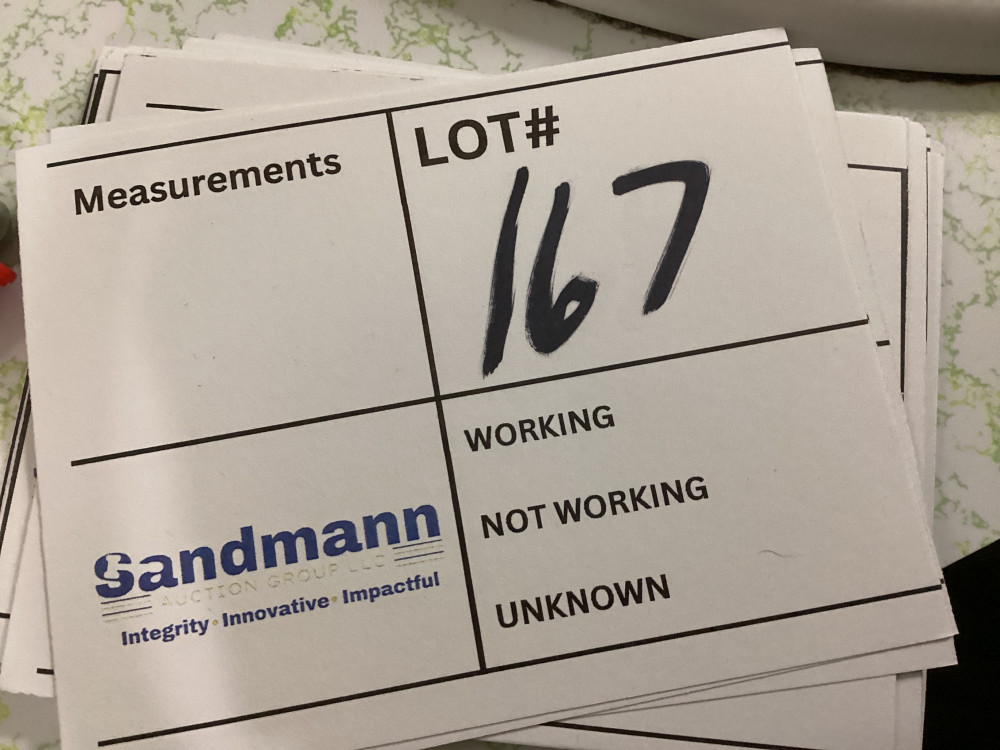 Measurements
LOT#
167
WORKING
NOT WORKING
UNKNOWN
Sandmann
AUCTION GROUP LLC
Integrity • Innovative • Impactful